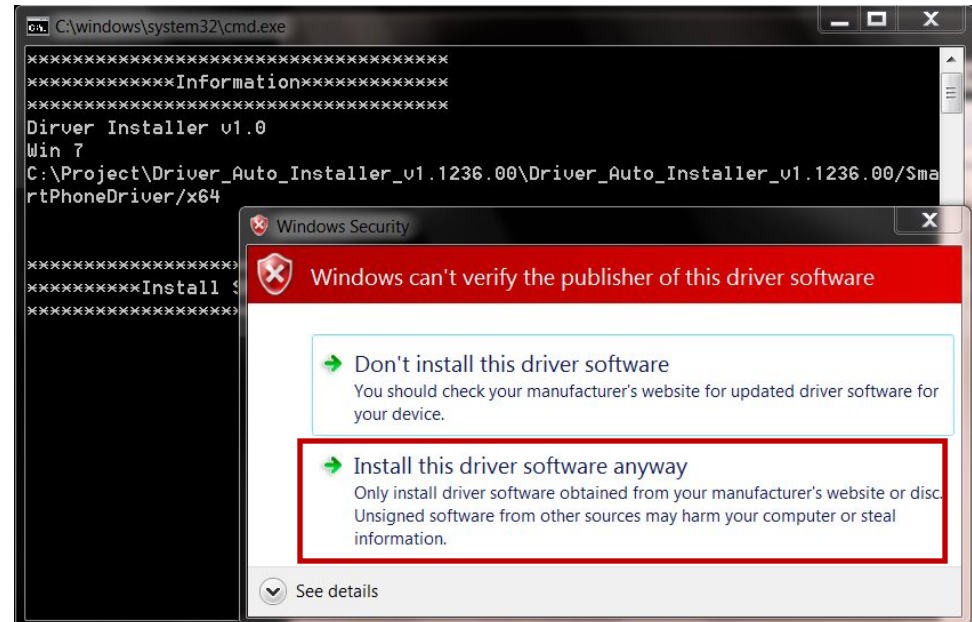 C:\windows\system32\cmd.exe
************************************
*************Information*************
************************************
Dirver Installer v1.0
Win 7
C:\Project\Driver_Auto_Installer_v1.1236.00\Driver_Auto_Installer_v1.1236.00/Sma
rtPhoneDriver/x64
******************
**********Install S
******************
Windows Security
Windows can't verify the publisher of this driver software
Don't install this driver software
You should check your manufacturer's website for updated driver software for
your device.
Install this driver software anyway
Only install driver software obtained from your manufacturer's website or disc.
Unsigned software from other sources may harm your computer or steal
information.
See details